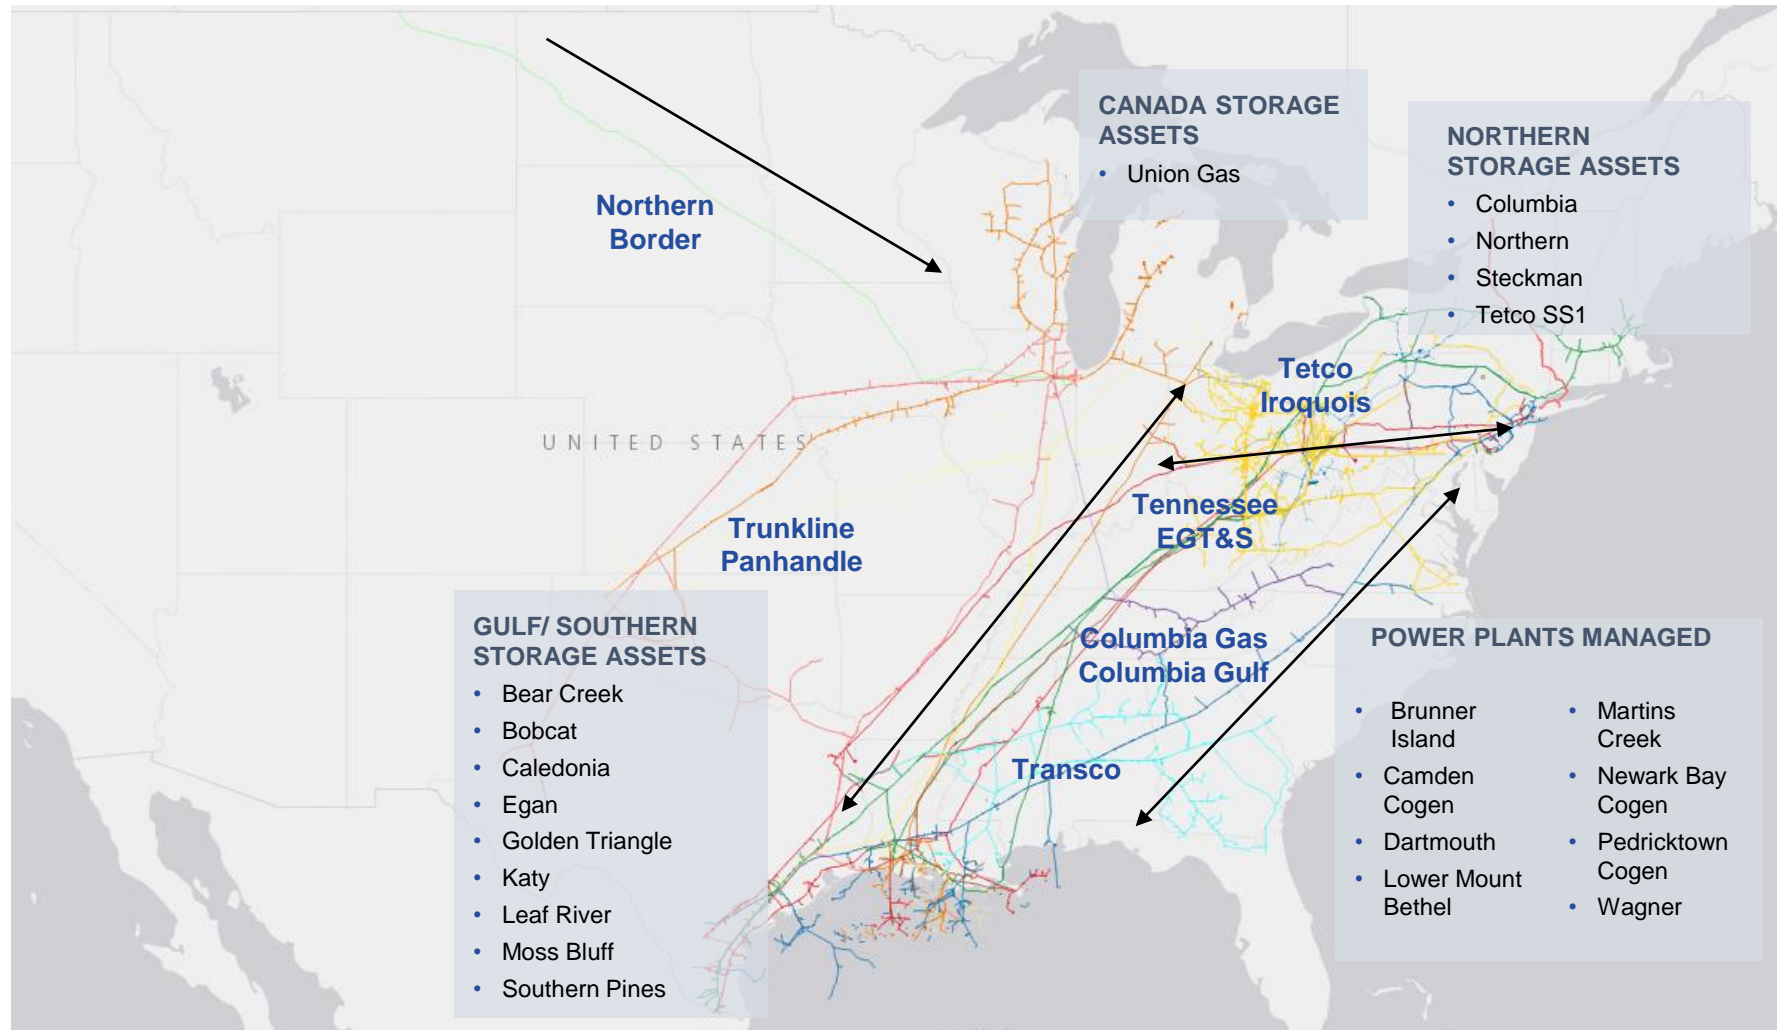 CANADA STORAGE
ASSETS
• Union Gas
NORTHERN
STORAGE ASSETS
• Columbia
• Northern
• Steckman
• Tetco SS1
Northern
Border
Tetco
Iroquois
UNITED STATES
Trunkline
Panhandle
Tennessee
EGT&S
Columbia Gas
Columbia Gulf
Transco
GULF/ SOUTHERN
STORAGE ASSETS
• Bear Creek
• Bobcat
• Caledonia
• Egan
• Golden Triangle
• Katy
• Leaf River
• Moss Bluff
• Southern Pines
POWER PLANTS MANAGED
• Brunner
Island
• Camden
Cogen
• Dartmouth
• Lower Mount
Bethel
• Martins
Creek
• Newark Bay
Cogen
• Pedricktown
Cogen
• Wagner